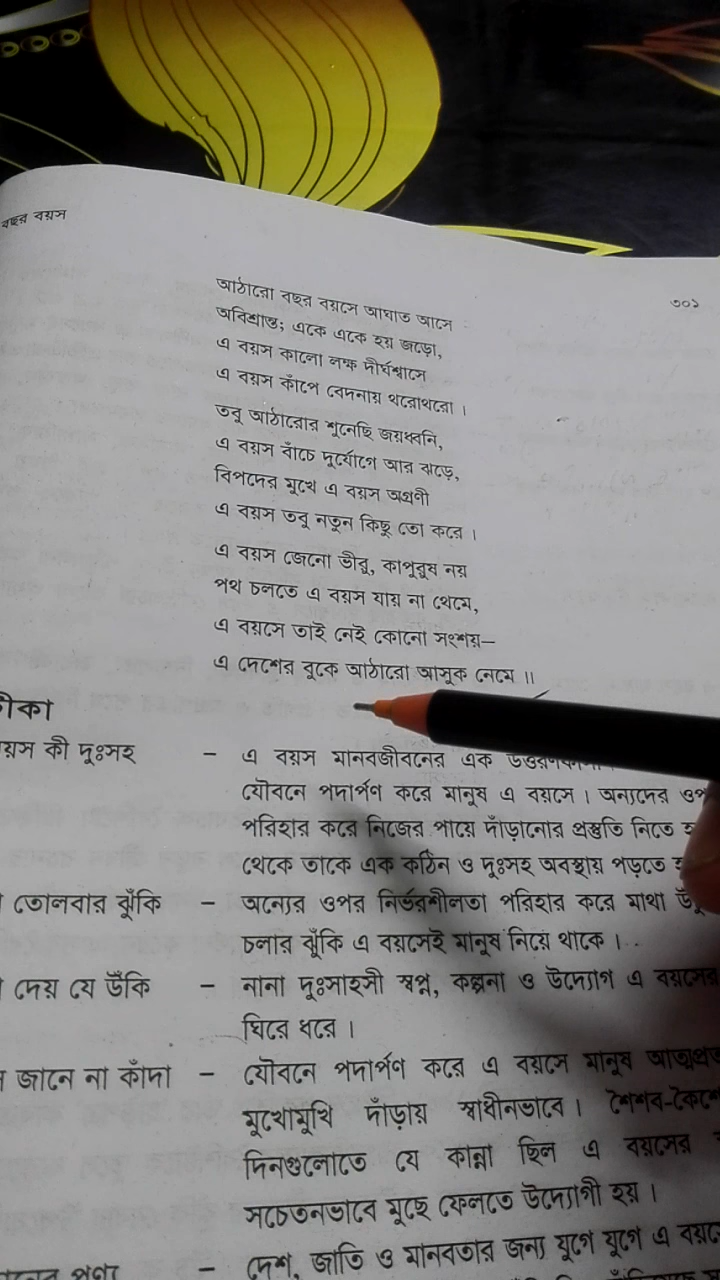 বছর বয়স
৩০১
আঠারো বছর বয়সে আঘাত আসে
অবিশ্রান্ত; একে একে হয় জড়ো,
এ বয়স কালো লক্ষ দীর্ঘশ্বাসে
এ বয়স কাঁপে বেদনায় থরোথরো।
তবু আঠারোর শুনেছি জয়ধ্বনি,
এ বয়স বাঁচে দুর্যোগে আর ঝড়ে,
বিপদের মুখে এ বয়স অগ্রণী
এ বয়স তবু নতুন কিছু তো করে।
এ বয়স জেনো ভীরু, কাপুরুষ নয়
পথ চলতে এ বয়স যায় না থেমে,
এ বয়সে তাই নেই কোনো সংশয়–
এ দেশের বুকে আঠারো আসুক নেমে॥
কী দুঃসহ – এ বয়স মানবজীবনের এক
যৌবনে পদার্পণ করে মানুষ এ বয়সে। অন্যদের
পরিহার করে নিজের পায়ে দাঁড়ানোর প্রস্তুতি নিতে
থেকে তাকে এক কঠিন ও দুঃসহ অবস্থায় পড়তে
তোলবার ঝুঁকি – অন্যের ওপর নির্ভরশীলতা পরিহার করে মাথা
চলার ঝুঁকি এ বয়সেই মানুষ নিয়ে থাকে।
দেয় যে উঁকি – নানা দুঃসাহসী স্বপ্ন, কল্পনা ও উদ্যোগ এ বয়সের
ঘিরে ধরে।
জানে না কাঁদা – যৌবনে পদার্পণ করে এ বয়সে মানুষ
মুখোমুখি দাঁড়ায় স্বাধীনভাবে।
দিনগুলোতে যে কান্না ছিল এ বয়সের
সচেতনভাবে মুছে ফেলতে উদ্যোগী হয়।
– দেশ, জাতি ও মানবতার জন্য যুগে যুগে এ